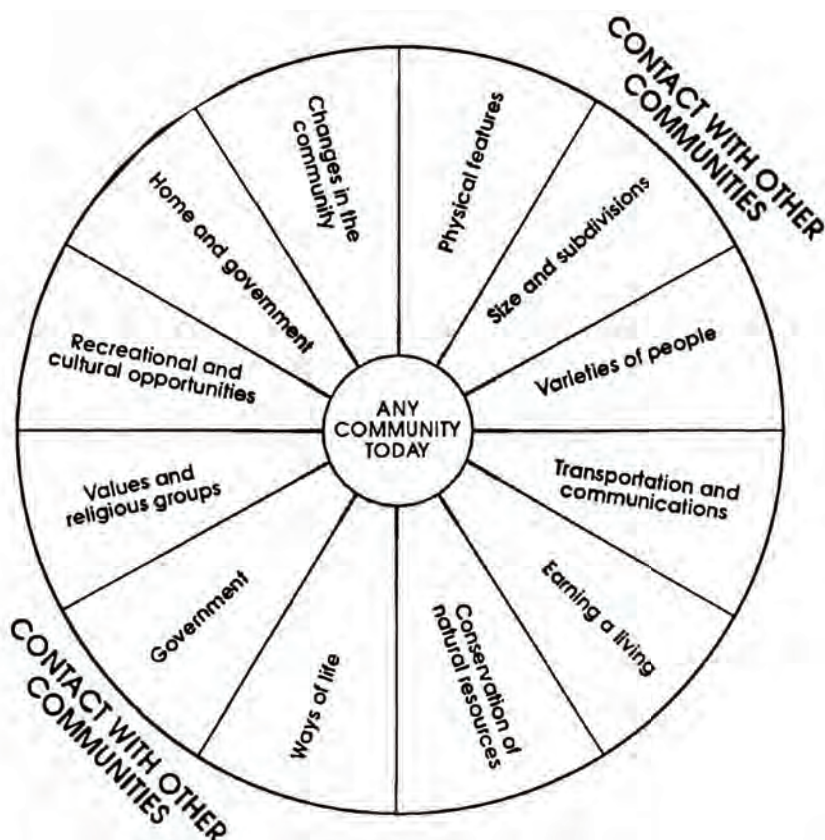 CONTACT WITH OTHER
COMMUNITIES
Physical features
Size and subdivisions
Varieties of people
Transportation and
communications
Earning a living
Conservation of
natural resources
Ways of life
Government
Values and
religious groups
Recreational and
cultural opportunities
Home and government
Changes in the
community
ANY
COMMUNITY
TODAY
CONTACT WITH OTHER
COMMUNITIES